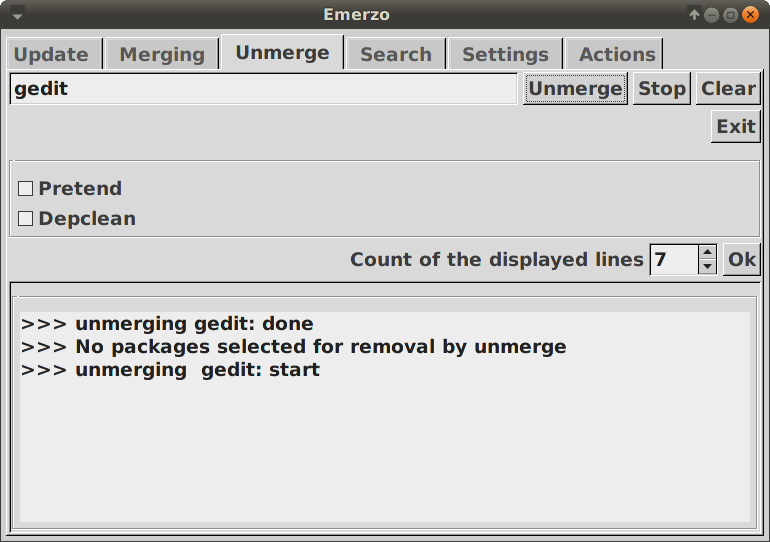 Emerzo
Update Merging Unmerge Search Settings Actions
gedit Unmerge Stop Clear
Exit
Pretend
Depclean
Count of the displayed lines 7 Ok
>>> unmerging gedit: done
>>> No packages selected for removal by unmerge
>>> unmerging  gedit: start